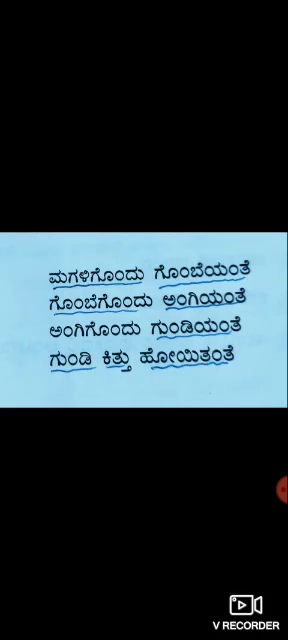 ಮಗಳಿಗೊಂದು ಗೊಂಬೆಯಂತೆ
ಗೊಂಬೆಗೊಂದು ಅಂಗಿಯಂತೆ
ಅಂಗಿಗೊಂದು ಗುಂಡಿಯಂತೆ
ಗುಂಡಿ ಕಿತ್ತು ಹೋಯಿತಂತೆ
V RECORDER